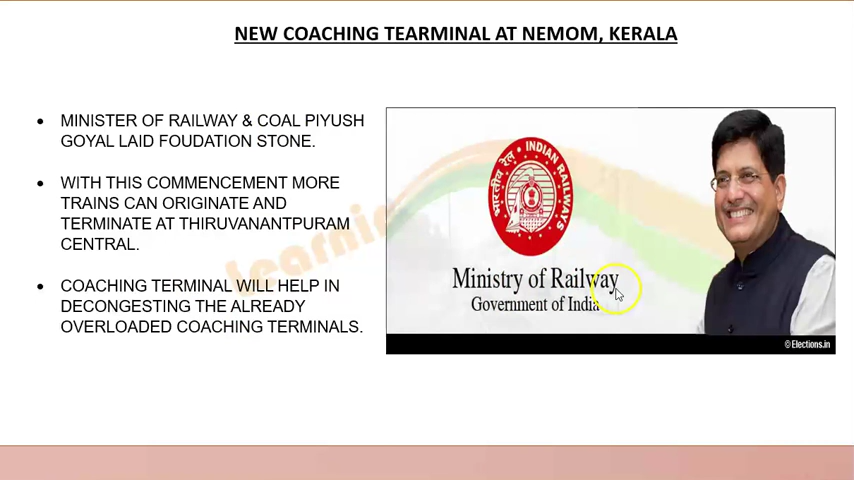 NEW COACHING TEARMINAL AT NEMOM, KERALA
• MINISTER OF RAILWAY & COAL PIYUSH
GOYAL LAID FOUDATION STONE.
• WITH THIS COMMENCEMENT MORE
TRAINS CAN ORIGINATE AND
TERMINATE AT THIRUVANANTPURAM
CENTRAL.
• COACHING TERMINAL WILL HELP IN
DECONGESTING THE ALREADY
OVERLOADED COACHING TERMINALS.
भारतीय रेल • INDIAN RAILWAYS
Ministry of Railway
Government of India
©Elections.in